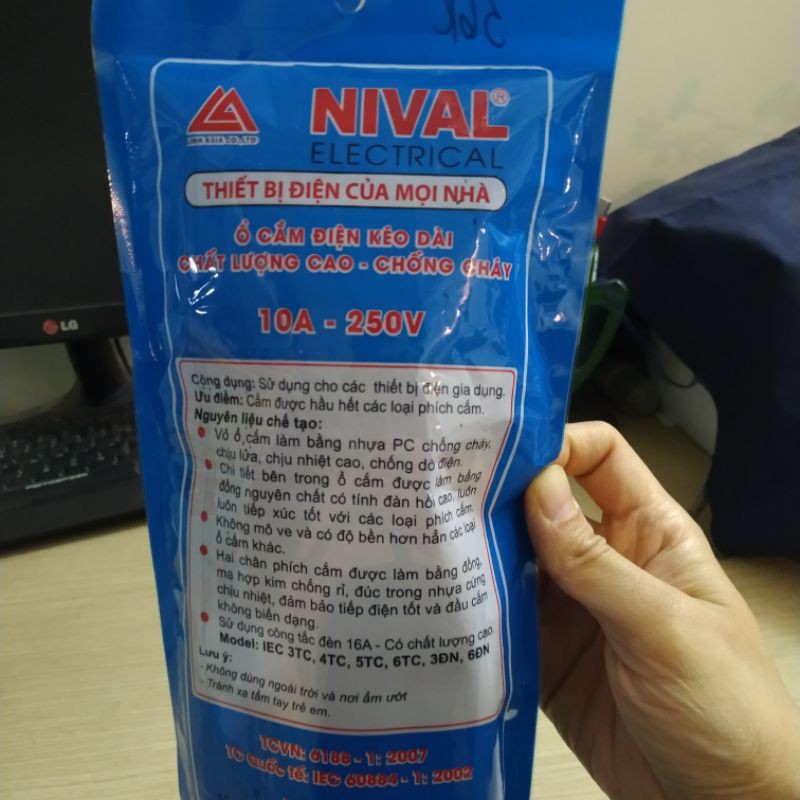 56k
NIVAL®
INH ASIA CO.,LTD
ELECTRICAL
THIẾT BỊ ĐIỆN CỦA MỌI NHÀ
Ổ CẮM ĐIỆN KÉO DÀI
CHẤT LƯỢNG CAO - CHỐNG CHÁY
10A - 250V
LG
Công dụng: Sử dụng cho các thiết bị điện gia dụng.
Ưu điểm: Cắm được hầu hết các loại phích cắm.
Nguyên liệu chế tạo:
• Vỏ ổ cắm làm bằng nhựa PC chống cháy,
chịu lửa, chịu nhiệt cao, chống dò điện.
• Chi tiết bên trong ổ cắm được làm bằng
đồng nguyên chất có tính đàn hồi cao, luôn
luôn tiếp xúc tốt với các loại phích cắm.
• Không mô ve và có độ bền hơn hẳn các loại
ổ cắm khác.
• Hai chân phích cắm được làm bằng đồng,
mạ hợp kim chống rỉ, đúc trong nhựa cứng
chịu nhiệt, đảm bảo tiếp điện tốt và đầu cắm
không biến dạng.
• Sử dụng công tắc đèn 16A - Có chất lượng cao.
Model: IEC 3TC, 4TC, 5TC, 6TC, 3ĐN, 6ĐN
Lưu ý:
- Không dùng ngoài trời và nơi ẩm ướt
- Tránh xa tầm tay trẻ em.
TCVN: 6188 - 1: 2007
TC Quốc tế: IEC 60884 - 1: 2002